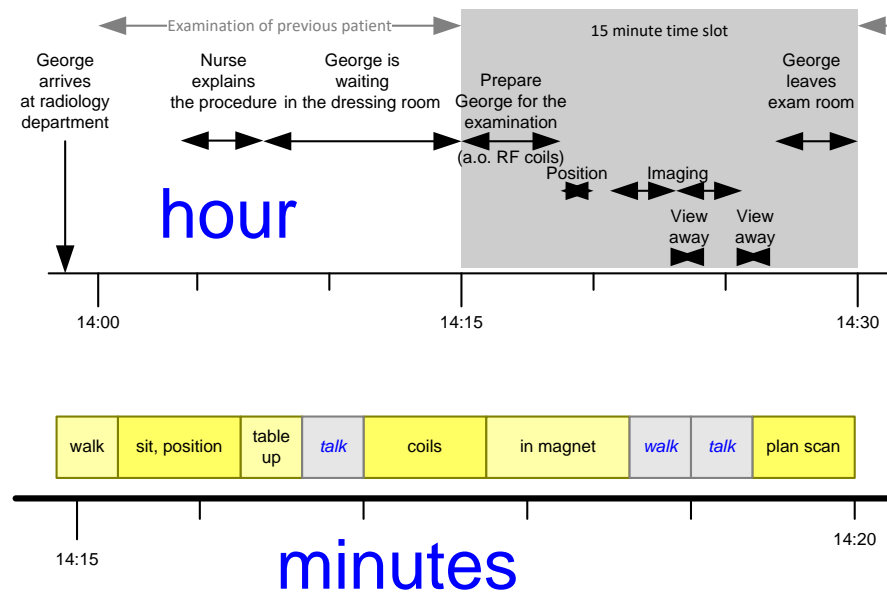 Examination of previous patient
15 minute time slot
George
arrives
at radiology
department
Nurse
explains
the procedure
George is
waiting
in the dressing room
Prepare
George for the
examination
(a.o. RF coils)
George
leaves
exam room
Position
Imaging
View
away
View
away
hour
14:00
14:15
14:30
walk
sit, position
table
up
talk
coils
in magnet
walk
talk
plan scan
14:15
14:20
minutes